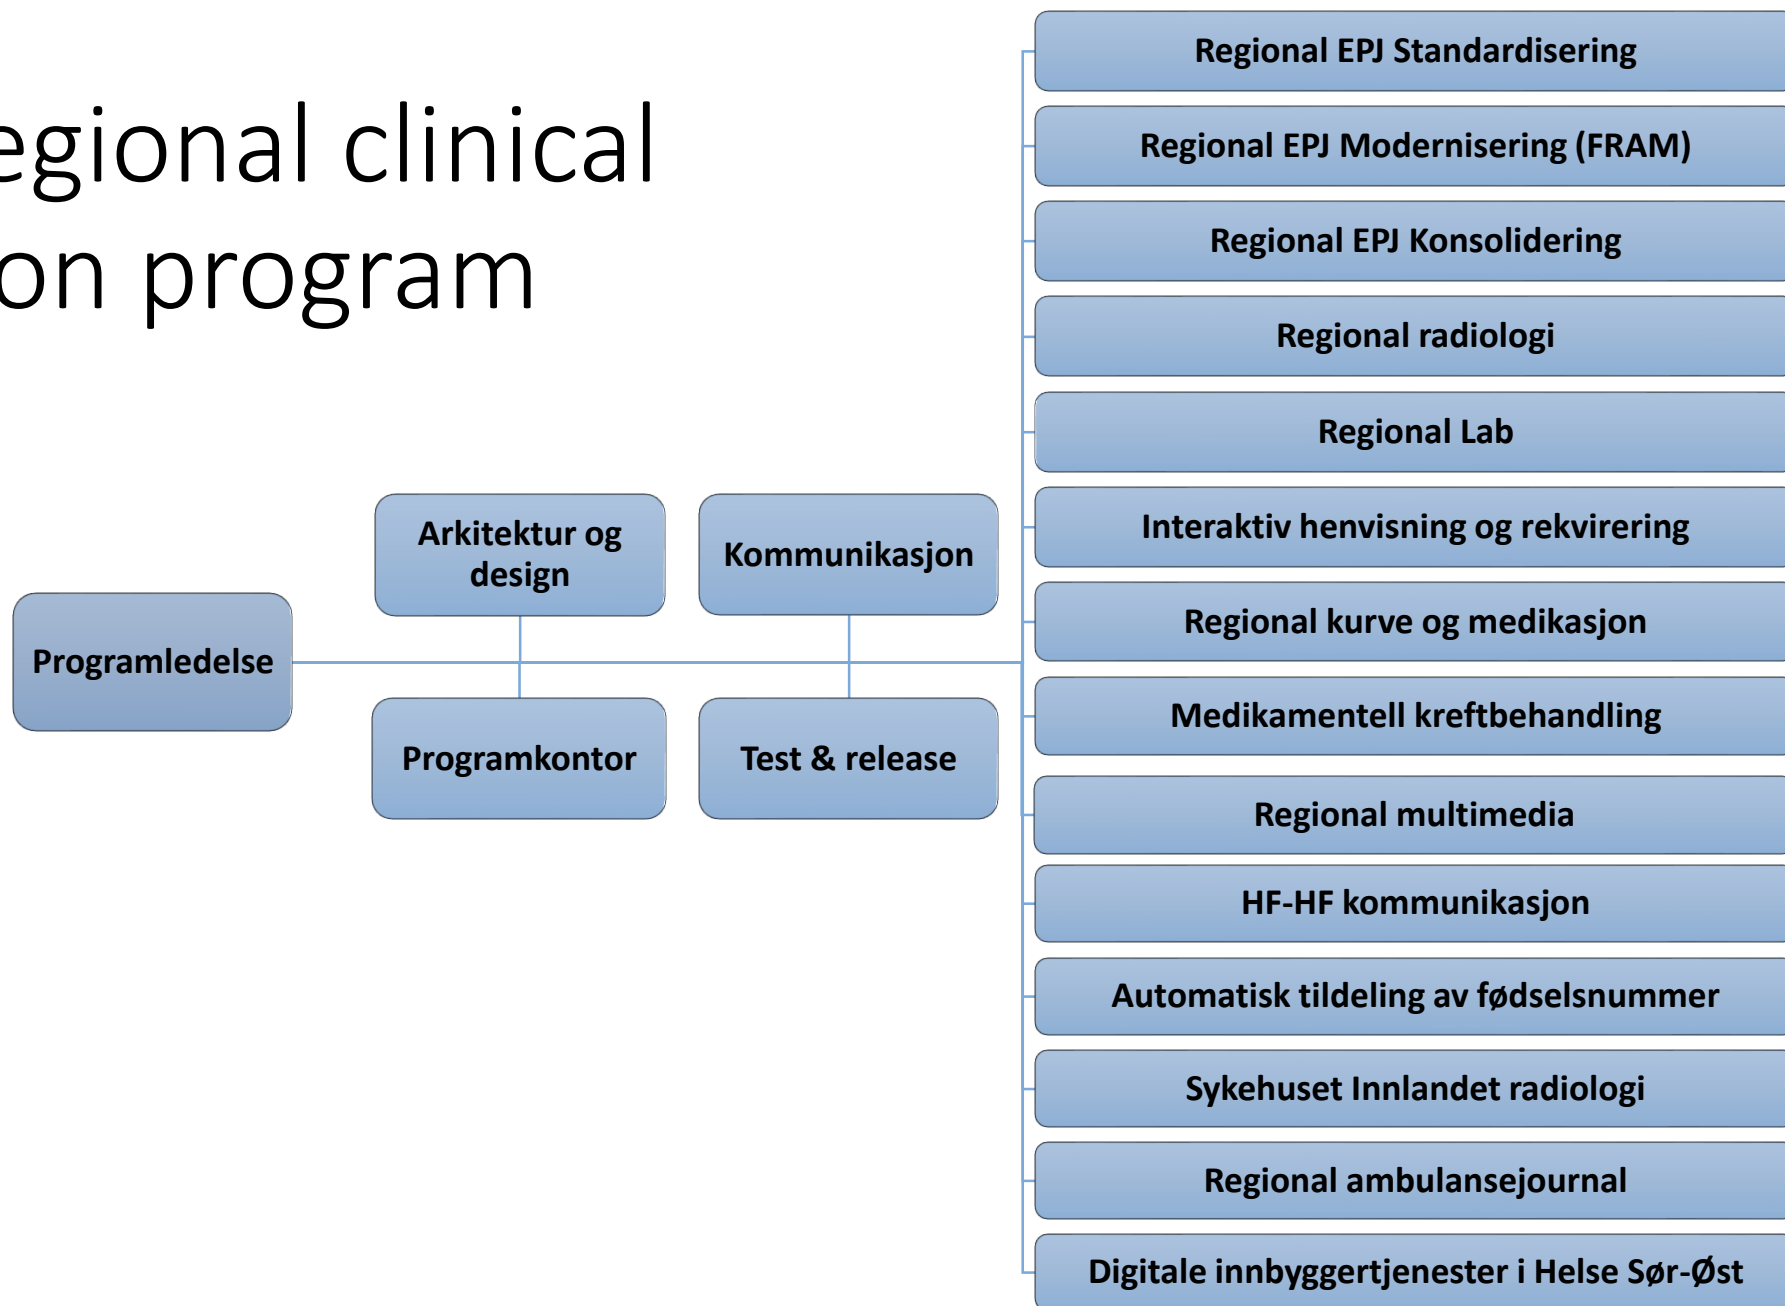 egional clinical
on program
Regional EPJ Standardisering
Regional EPJ Modernisering (FRAM)
Regional EPJ Konsolidering
Regional radiologi
Regional Lab
Interaktiv henvisning og rekvirering
Regional kurve og medikasjon
Medikamentell kreftbehandling
Regional multimedia
HF-HF kommunikasjon
Automatisk tildeling av fødselsnummer
Sykehuset Innlandet radiologi
Regional ambulansejournal
Digitale innbyggertjenester i Helse Sør-Øst
Arkitektur og
design
Kommunikasjon
Programledelse
Programkontor
Test & release